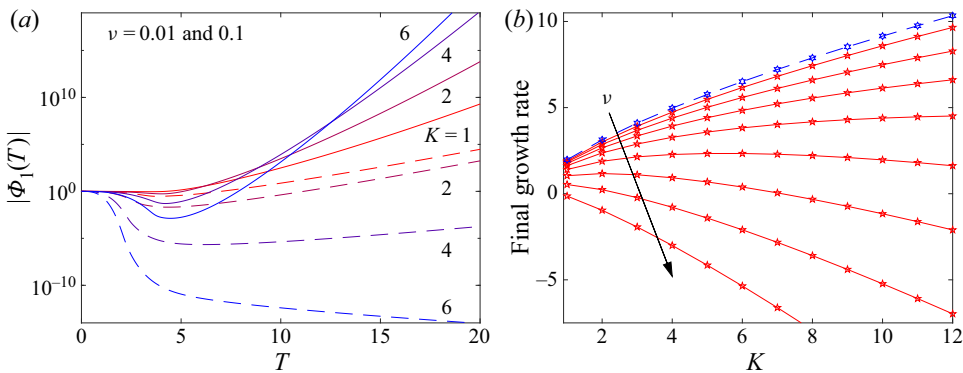 (a)
ν = 0.01 and 0.1
6
4
2
K = 1
2
4
6
10^10
10^0
10^−10
|Φ₁(T)|
0 5 10 15 20
T
(b)
10
5
0
−5
Final growth rate
ν
2 4 6 8 10 12
K